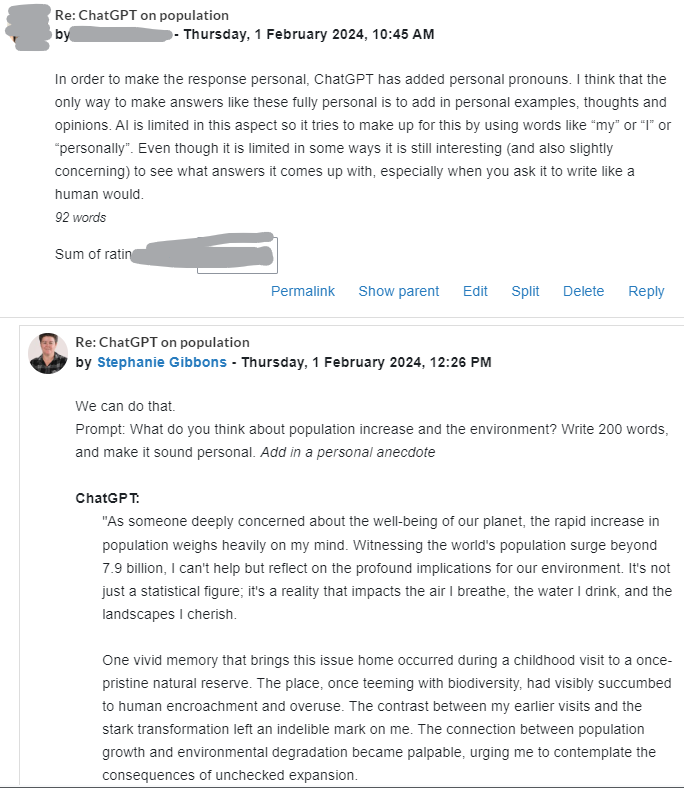 Re: ChatGPT on population
by - Thursday, 1 February 2024, 10:45 AM
In order to make the response personal, ChatGPT has added personal pronouns. I think that the
only way to make answers like these fully personal is to add in personal examples, thoughts and
opinions. AI is limited in this aspect so it tries to make up for this by using words like “my” or “I” or
“personally”. Even though it is limited in some ways it is still interesting (and also slightly
concerning) to see what answers it comes up with, especially when you ask it to write like a
human would.
92 words
Sum of ratin
Permalink Show parent Edit Split Delete Reply
Re: ChatGPT on population
by Stephanie Gibbons - Thursday, 1 February 2024, 12:26 PM
We can do that.
Prompt: What do you think about population increase and the environment? Write 200 words,
and make it sound personal. Add in a personal anecdote
ChatGPT:
"As someone deeply concerned about the well-being of our planet, the rapid increase in
population weighs heavily on my mind. Witnessing the world's population surge beyond
7.9 billion, I can't help but reflect on the profound implications for our environment. It's not
just a statistical figure; it's a reality that impacts the air I breathe, the water I drink, and the
landscapes I cherish.
One vivid memory that brings this issue home occurred during a childhood visit to a once-
pristine natural reserve. The place, once teeming with biodiversity, had visibly succumbed
to human encroachment and overuse. The contrast between my earlier visits and the
stark transformation left an indelible mark on me. The connection between population
growth and environmental degradation became palpable, urging me to contemplate the
consequences of unchecked expansion.